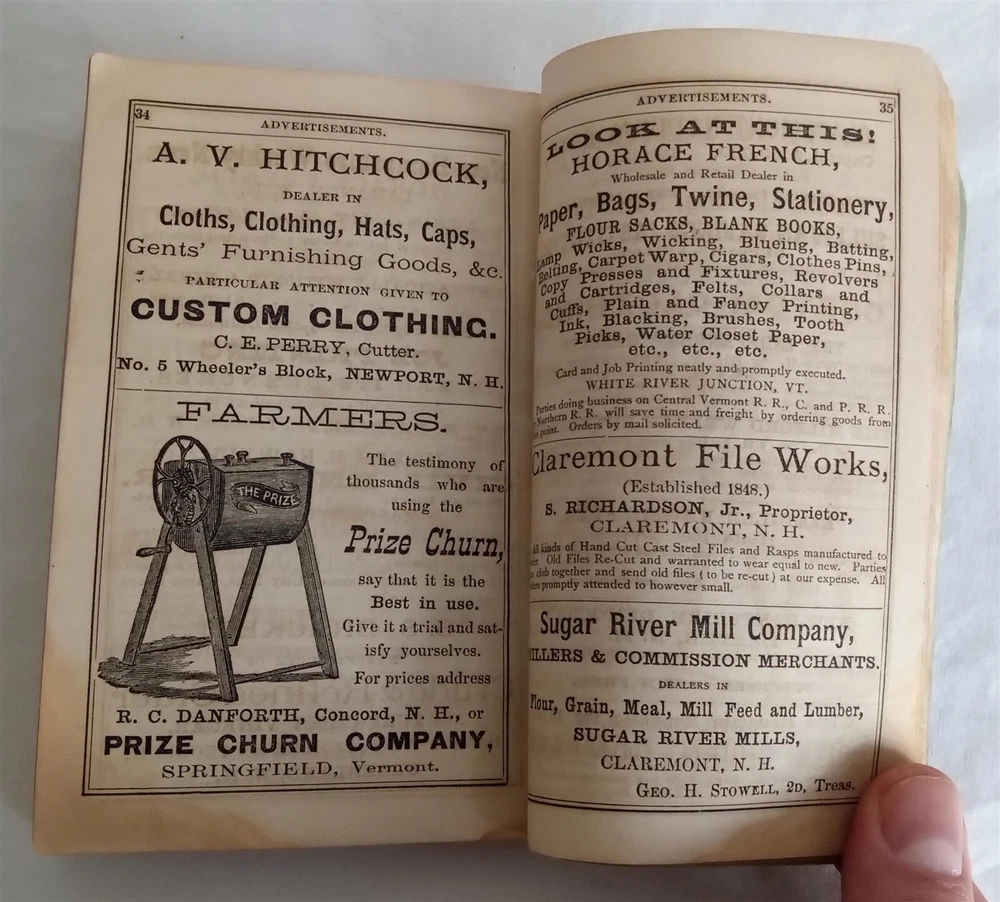 34
ADVERTISEMENTS.
A. V. HITCHCOCK,
DEALER IN
Cloths, Clothing, Hats, Caps,
Gents' Furnishing Goods, &c.
PARTICULAR ATTENTION GIVEN TO
CUSTOM CLOTHING.
C. E. PERRY, Cutter.
No. 5 Wheeler's Block, NEWPORT, N. H.
FARMERS.
THE PRIZE
The testimony of
thousands who are
using the
Prize Churn,
say that it is the
Best in use.
Give it a trial and sat-
isfy yourselves.
For prices address
R. C. DANFORTH, Concord, N. H., or
PRIZE CHURN COMPANY,
SPRINGFIELD, Vermont.
ADVERTISEMENTS.
35
LOOK AT THIS!
HORACE FRENCH,
Wholesale and Retail Dealer in
Paper, Bags, Twine, Stationery,
FLOUR SACKS, BLANK BOOKS,
Lamp Wicks, Wicking, Blueing, Batting,
Belting, Carpet Warp, Cigars, Clothes Pins,
Copy Presses and Fixtures, Revolvers
and Cartridges, Felts, Collars and
Cuffs, Plain and Fancy Printing,
Ink, Blacking, Brushes, Tooth
Picks, Water Closet Paper,
etc., etc., etc.
Card and Job Printing neatly and promptly executed.
WHITE RIVER JUNCTION, VT.
Parties doing business on Central Vermont R. R., C. and P. R. R.
Northern R. R. will save time and freight by ordering goods from
point. Orders by mail solicited.
Claremont File Works,
(Established 1848.)
S. RICHARDSON, Jr., Proprietor,
CLAREMONT, N. H.
All kinds of Hand Cut Cast Steel Files and Rasps manufactured to
Old Files Re-Cut and warranted to wear equal to new. Parties
club together and send old files (to be re-cut) at our expense. All
promptly attended to however small.
Sugar River Mill Company,
MILLERS & COMMISSION MERCHANTS.
DEALERS IN
Flour, Grain, Meal, Mill Feed and Lumber,
SUGAR RIVER MILLS,
CLAREMONT, N. H.
GEO. H. STOWELL, 2D, Treas.